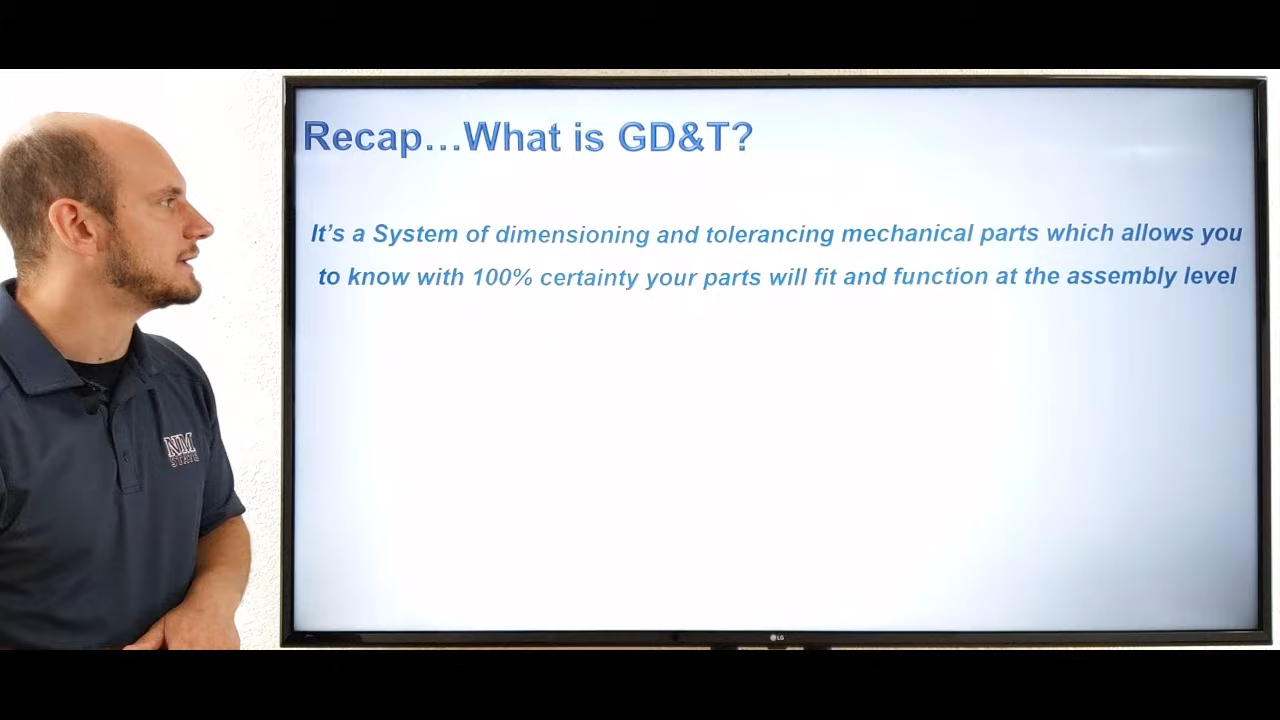 Recap…What is GD&T?
It’s a System of dimensioning and tolerancing mechanical parts which allows you
to know with 100% certainty your parts will fit and function at the assembly level
NM
STATE
LG